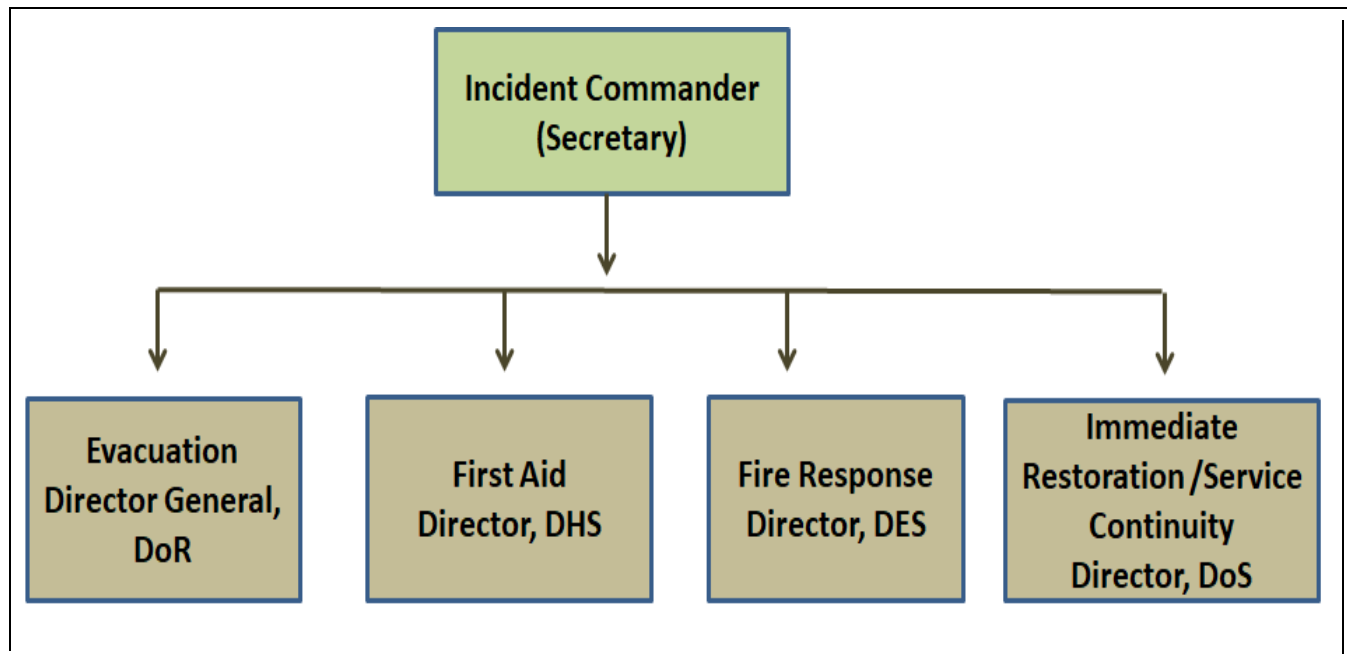 Incident Commander
(Secretary)
Evacuation
Director General,
DoR
First Aid
Director, DHS
Fire Response
Director, DES
Immediate
Restoration /Service
Continuity
Director, DoS